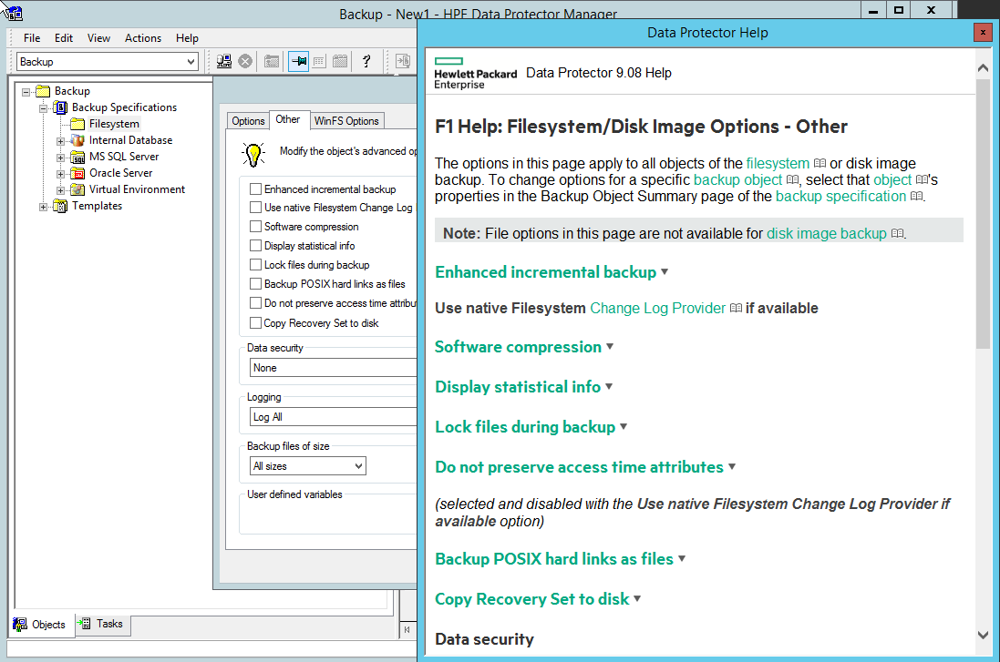 Backup - New1 - HPE Data Protector Manager
File Edit View Actions Help
Backup
Backup
Backup Specifications
Filesystem
Internal Database
MS SQL Server
Oracle Server
Virtual Environment
Templates
Objects
Tasks
Options
Other
WinFS Options
Modify the object's advanced op
Enhanced incremental backup
Use native Filesystem Change Log
Software compression
Display statistical info
Lock files during backup
Backup POSIX hard links as files
Do not preserve access time attribu
Copy Recovery Set to disk
Data security
None
Logging
Log All
Backup files of size
All sizes
User defined variables
Data Protector Help
Hewlett Packard
Enterprise
Data Protector 9.08 Help
F1 Help: Filesystem/Disk Image Options - Other
The options in this page apply to all objects of the filesystem or disk image
backup. To change options for a specific backup object, select that object's
properties in the Backup Object Summary page of the backup specification.
Note: File options in this page are not available for disk image backup.
Enhanced incremental backup
Use native Filesystem Change Log Provider if available
Software compression
Display statistical info
Lock files during backup
Do not preserve access time attributes
(selected and disabled with the Use native Filesystem Change Log Provider if
available option)
Backup POSIX hard links as files
Copy Recovery Set to disk
Data security